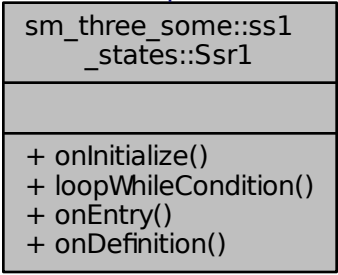 sm_three_some::ss1
_states::Ssr1
+ onInitialize()
+ loopWhileCondition()
+ onEntry()
+ onDefinition()